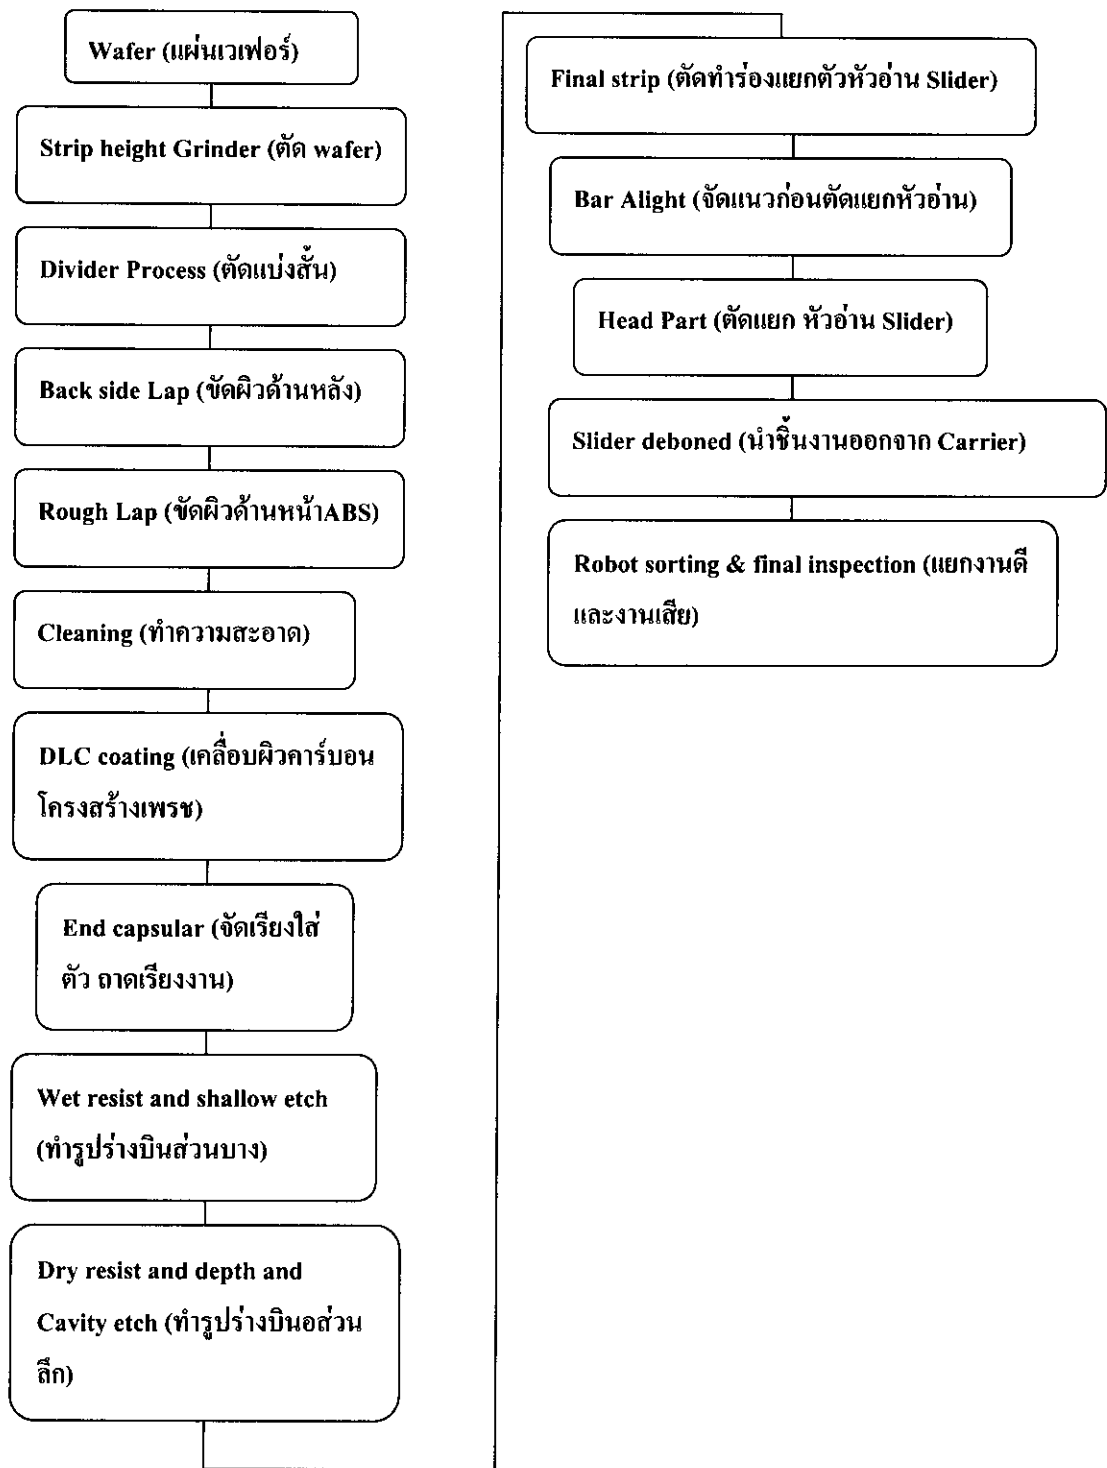 Wafer (แผ่นเวเฟอร์)
Strip height Grinder (ตัด wafer)
Divider Process (ตัดแบ่งสั้น)
Back side Lap (ขัดผิวด้านหลัง)
Rough Lap (ขัดผิวด้านหน้าABS)
Cleaning (ทำความสะอาด)
DLC coating (เคลื่อบผิวคาร์บอน
โครงสร้างเพรช)
End capsular (จัดเรียงใส่
ตัว ถาดเรียงงาน)
Wet resist and shallow etch
(ทำรูปร่างบินส่วนบาง)
Dry resist and depth and
Cavity etch (ทำรูปร่างบินอส่วน
ลึก)
Final strip (ตัดทำร่องแยกตัวหัวอ่าน Slider)
Bar Alight (จัดแนวก่อนตัดแยกหัวอ่าน)
Head Part (ตัดแยก หัวอ่าน Slider)
Slider deboned (นำชิ้นงานออกจาก Carrier)
Robot sorting & final inspection (แยกงานดี
และงานเสีย)